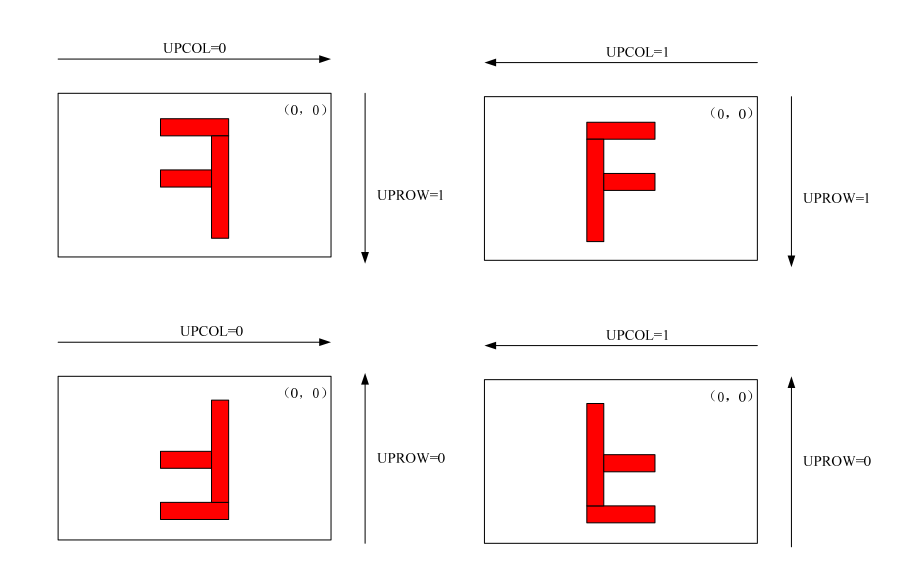 UPCOL=0
UPCOL=1
（0，0）
（0，0）
UPROW=1
UPROW=1
UPCOL=0
UPCOL=1
（0，0）
（0，0）
UPROW=0
UPROW=0